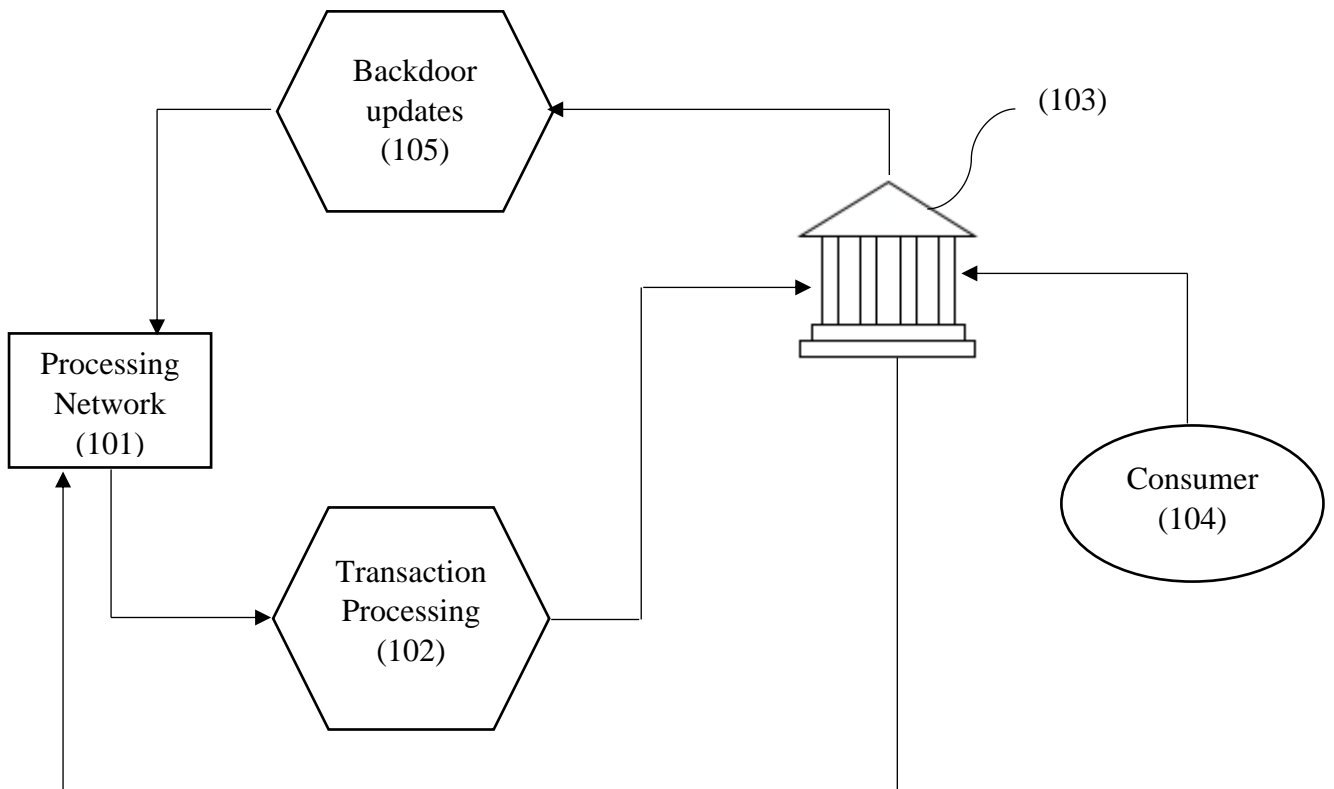 Backdoor
updates
(105)
(103)
Processing
Network
(101)
Consumer
(104)
Transaction
Processing
(102)